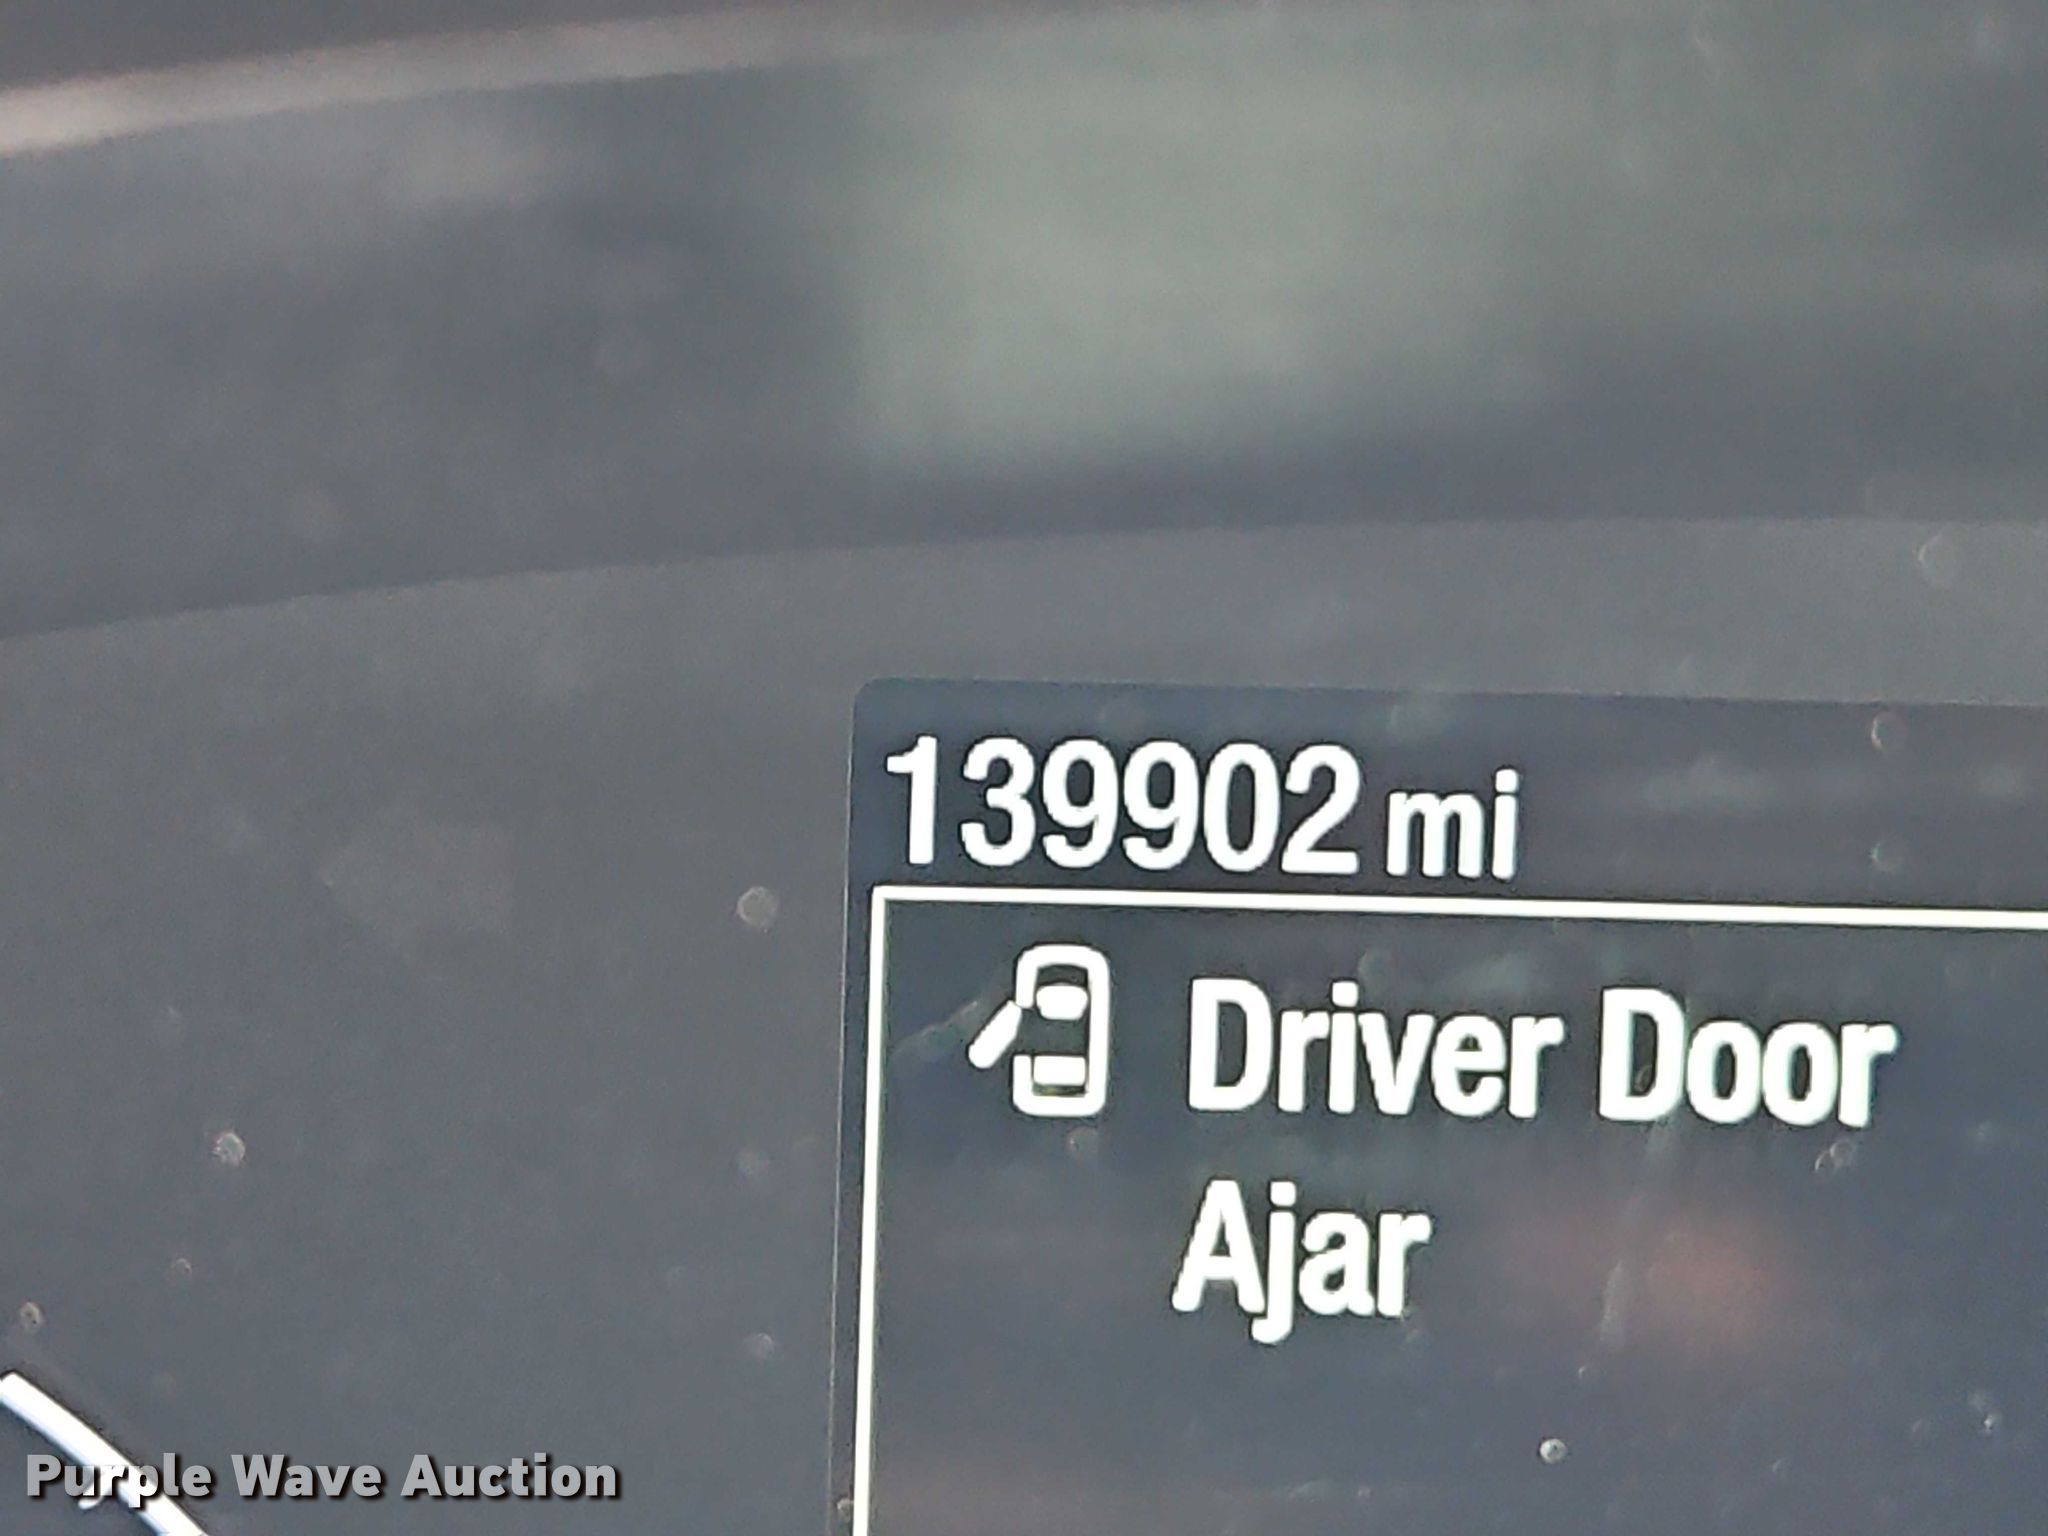 139902 mi
Driver Door
Ajar
Purple Wave Auction